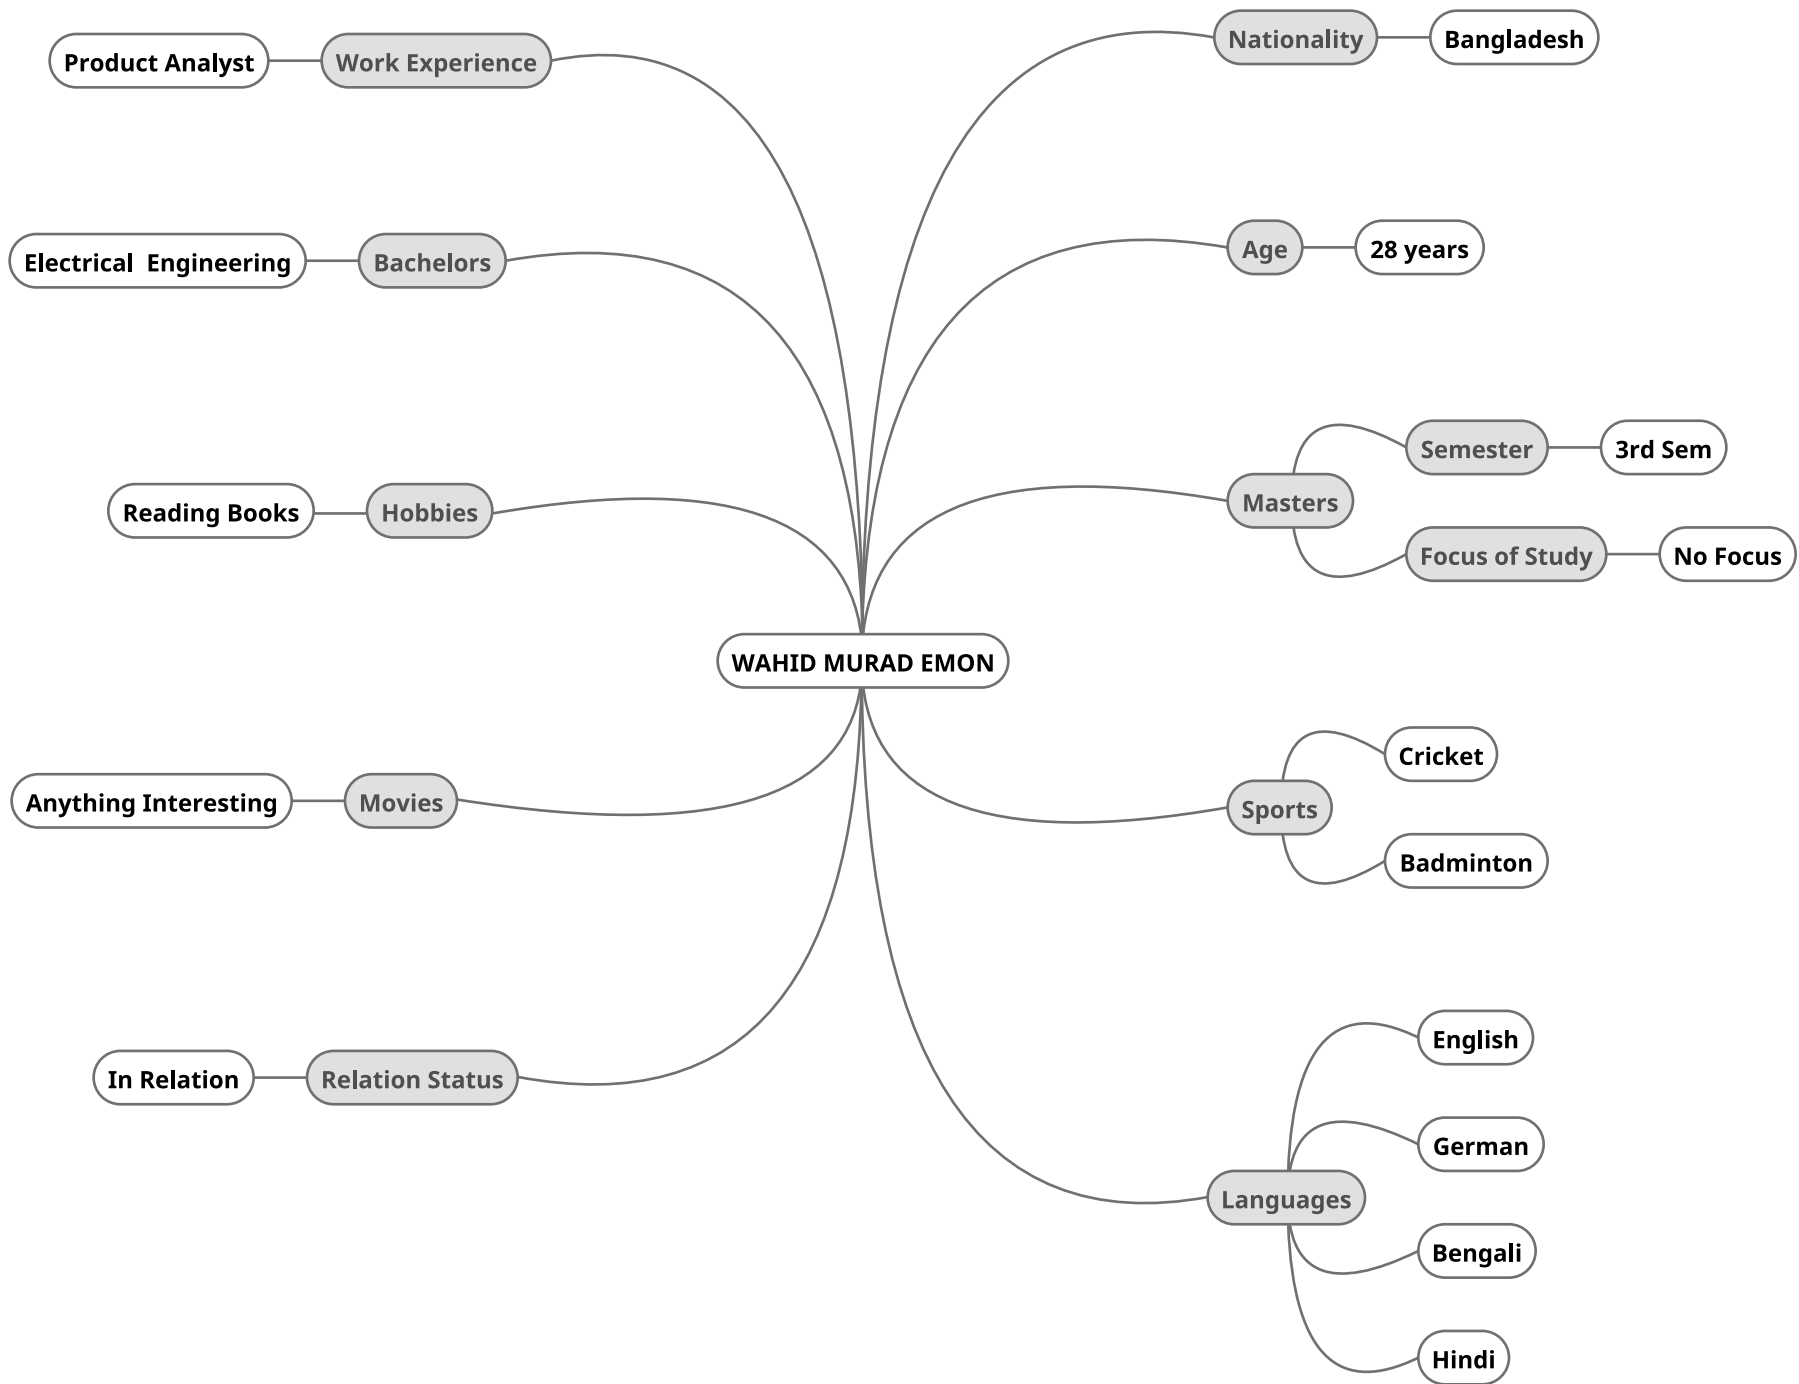 Product Analyst
Work Experience
Nationality
Bangladesh
Electrical  Engineering
Bachelors
Age
28 years
Reading Books
Hobbies
Masters
Semester
3rd Sem
Focus of Study
No Focus
WAHID MURAD EMON
Anything Interesting
Movies
Sports
Cricket
Badminton
In Relation
Relation Status
Languages
English
German
Bengali
Hindi